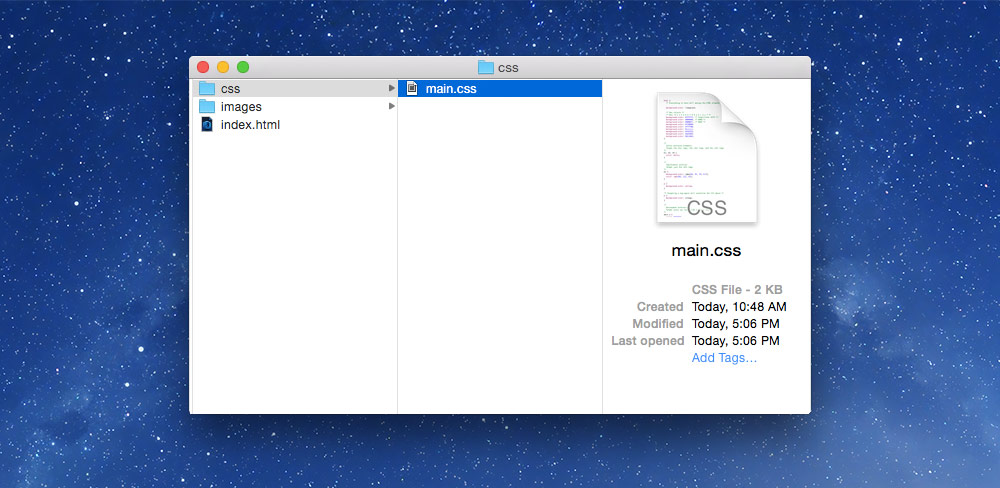 css
css
images
index.html
main.css
CSS
main.css
CSS File - 2 KB
Created Today, 10:48 AM
Modified Today, 5:06 PM
Last opened Today, 5:06 PM
Add Tags...